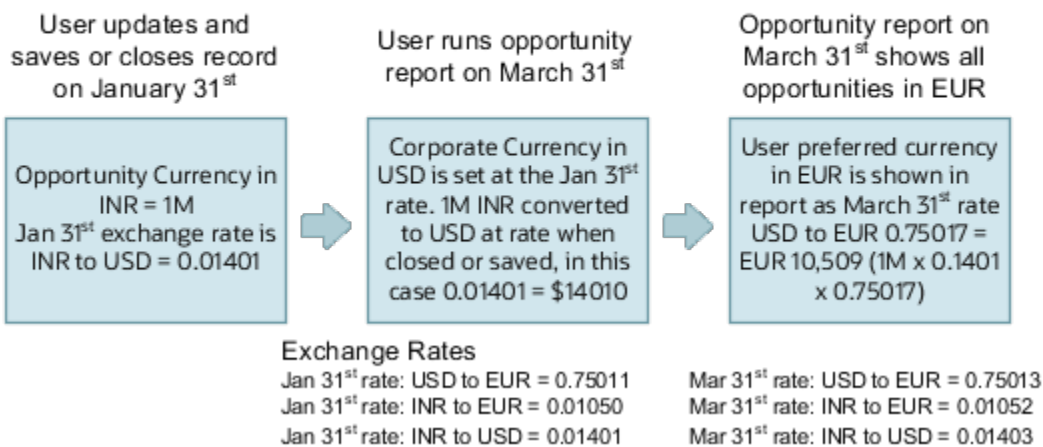 User updates and
saves or closes record
on January 31st
User runs opportunity
report on March 31st
Opportunity report on
March 31st shows all
opportunities in EUR
Opportunity Currency in
INR = 1M
Jan 31st exchange rate is
INR to USD = 0.01401
Corporate Currency in
USD is set at the Jan 31st
rate. 1M INR converted
to USD at rate when
closed or saved, in this
case 0.01401 = $14010
User preferred currency
in EUR is shown in
report as March 31st rate
USD to EUR 0.75017 =
EUR 10,509 (1M x 0.1401
x 0.75017)
Exchange Rates
Jan 31st rate: USD to EUR = 0.75011
Jan 31st rate: INR to EUR = 0.01050
Jan 31st rate: INR to USD = 0.01401
Mar 31st rate: USD to EUR = 0.75013
Mar 31st rate: INR to EUR = 0.01052
Mar 31st rate: INR to USD = 0.01403